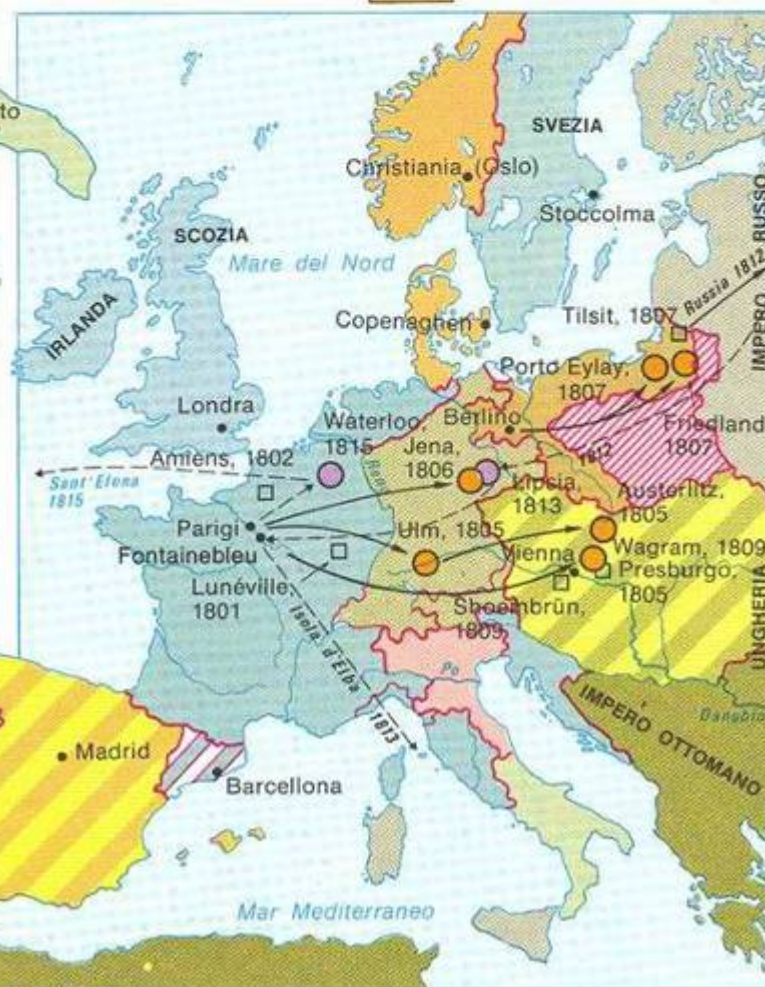 to
SVEZIA
Christiania (Oslo)
Stoccolma
SCOZIA
Mare del Nord
IRLANDA
IMPERO RUSSO
Russia 1812
Copenaghen
Tilsit, 1807
Porto Eylay,
1807
Londra
Waterloo,
1815
Berlino
Friedland
1807
Amiens, 1802
Jena,
1806
1812
Sant'Elena
1815
Lipsia,
1813
Austerlitz,
1805
Parigi
Fontainebleu
Ulm, 1805
Vienna
Wagram, 1809
Presburgo,
1805
Lunéville,
1801
Shoembrün,
1809
UNGHERIA
Isola d'Elba
1813
Po
IMPERO OTTOMANO
Danubio
Madrid
Barcellona
Mar Mediterraneo